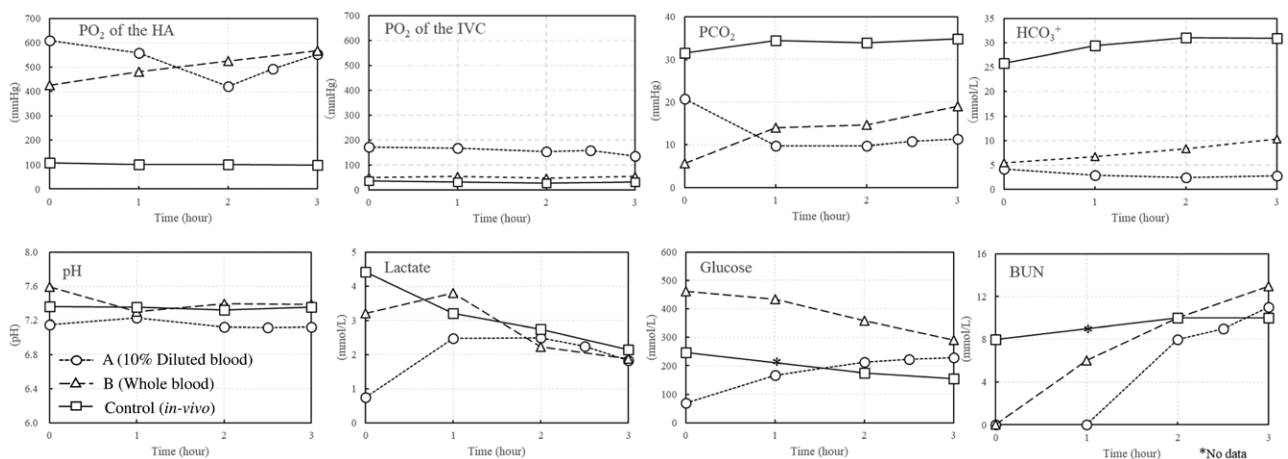 PO2 of the HA
700
600
500
400
300
200
100
0
(mmHg)
0 1 2 3
Time (hour)
PO2 of the IVC
700
600
500
400
300
200
100
0
(mmHg)
0 1 2 3
Time (hour)
PCO2
40
30
20
10
0
(mmHg)
0 1 2 3
Time (hour)
HCO3+
35
30
25
20
15
10
5
0
(mmol/L)
0 1 2 3
Time (hour)
pH
8.0
7.6
7.2
6.8
6.4
6.0
(pH)
A (10% Diluted blood)
B (Whole blood)
Control (in-vivo)
0 1 2 3
Time (hour)
Lactate
5
4
3
2
1
0
(mmol/L)
0 1 2 3
Time (hour)
Glucose
600
500
400
300
200
100
0
(mmol/L)
*
0 1 2 3
Time (hour)
BUN
16
12
8
4
0
(mmol/L)
*
0 1 2 3
Time (hour)
*No data